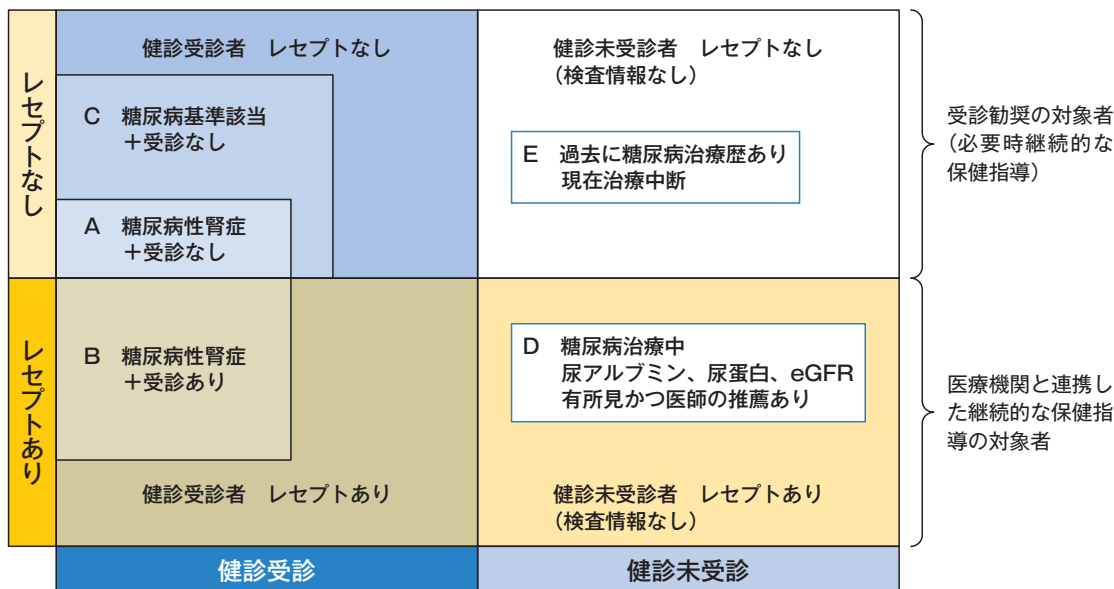 レセプトなし
健診受診者　レセプトなし
C　糖尿病基準該当
＋受診なし
A　糖尿病性腎症
＋受診なし
健診未受診者　レセプトなし
（検査情報なし）
E　過去に糖尿病治療歴あり
現在治療中断
受診勧奨の対象者
（必要時継続的な
保健指導）
レセプトあり
B　糖尿病性腎症
＋受診あり
健診受診者　レセプトあり
D　糖尿病治療中
尿アルブミン、尿蛋白、eGFR
有所見かつ医師の推薦あり
健診未受診者　レセプトあり
（検査情報なし）
医療機関と連携し
た継続的な保健指
導の対象者
健診受診
健診未受診